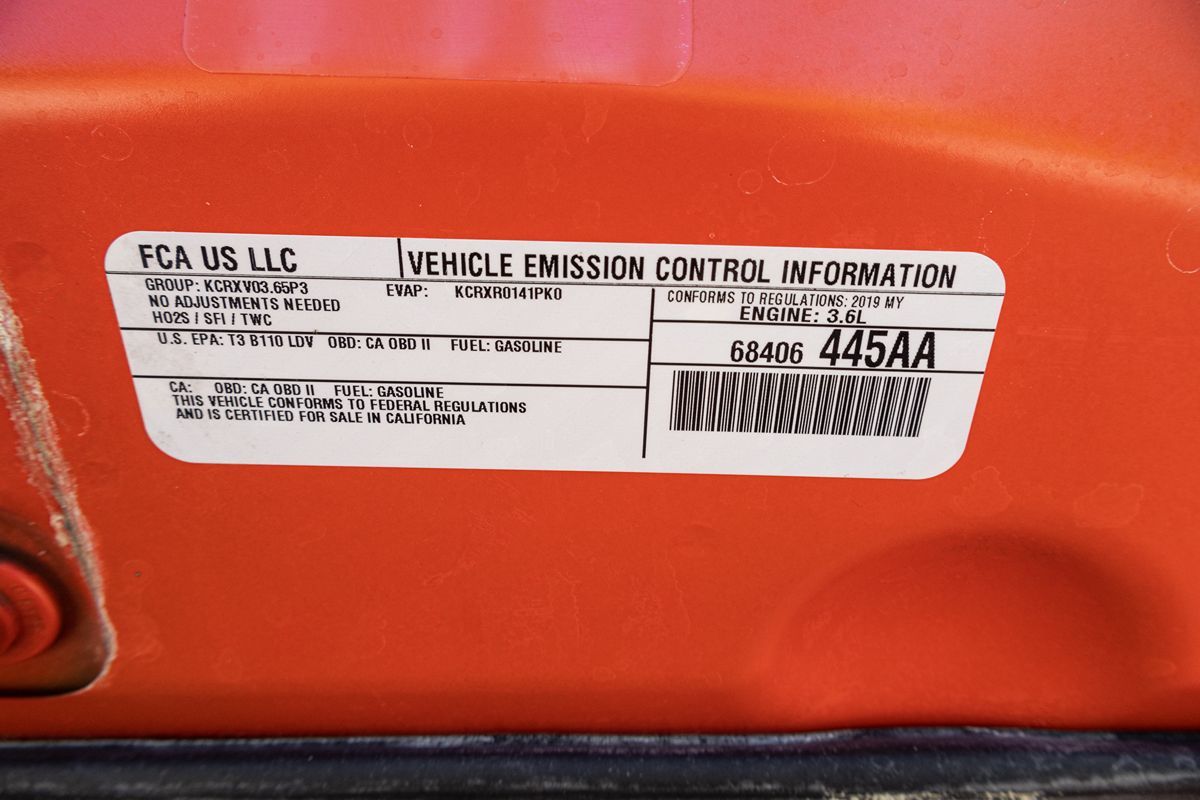 FCA US LLC
VEHICLE EMISSION CONTROL INFORMATION
GROUP: KCRXV03.65P3 EVAP: KCRXR0141PK0
NO ADJUSTMENTS NEEDED
HO2S / SFI / TWC
CONFORMS TO REGULATIONS: 2019 MY
ENGINE: 3.6L
U.S. EPA: T3 B110 LDV OBD: CA OBD II FUEL: GASOLINE
68406 445AA
CA: OBD: CA OBD II FUEL: GASOLINE
THIS VEHICLE CONFORMS TO FEDERAL REGULATIONS
AND IS CERTIFIED FOR SALE IN CALIFORNIA